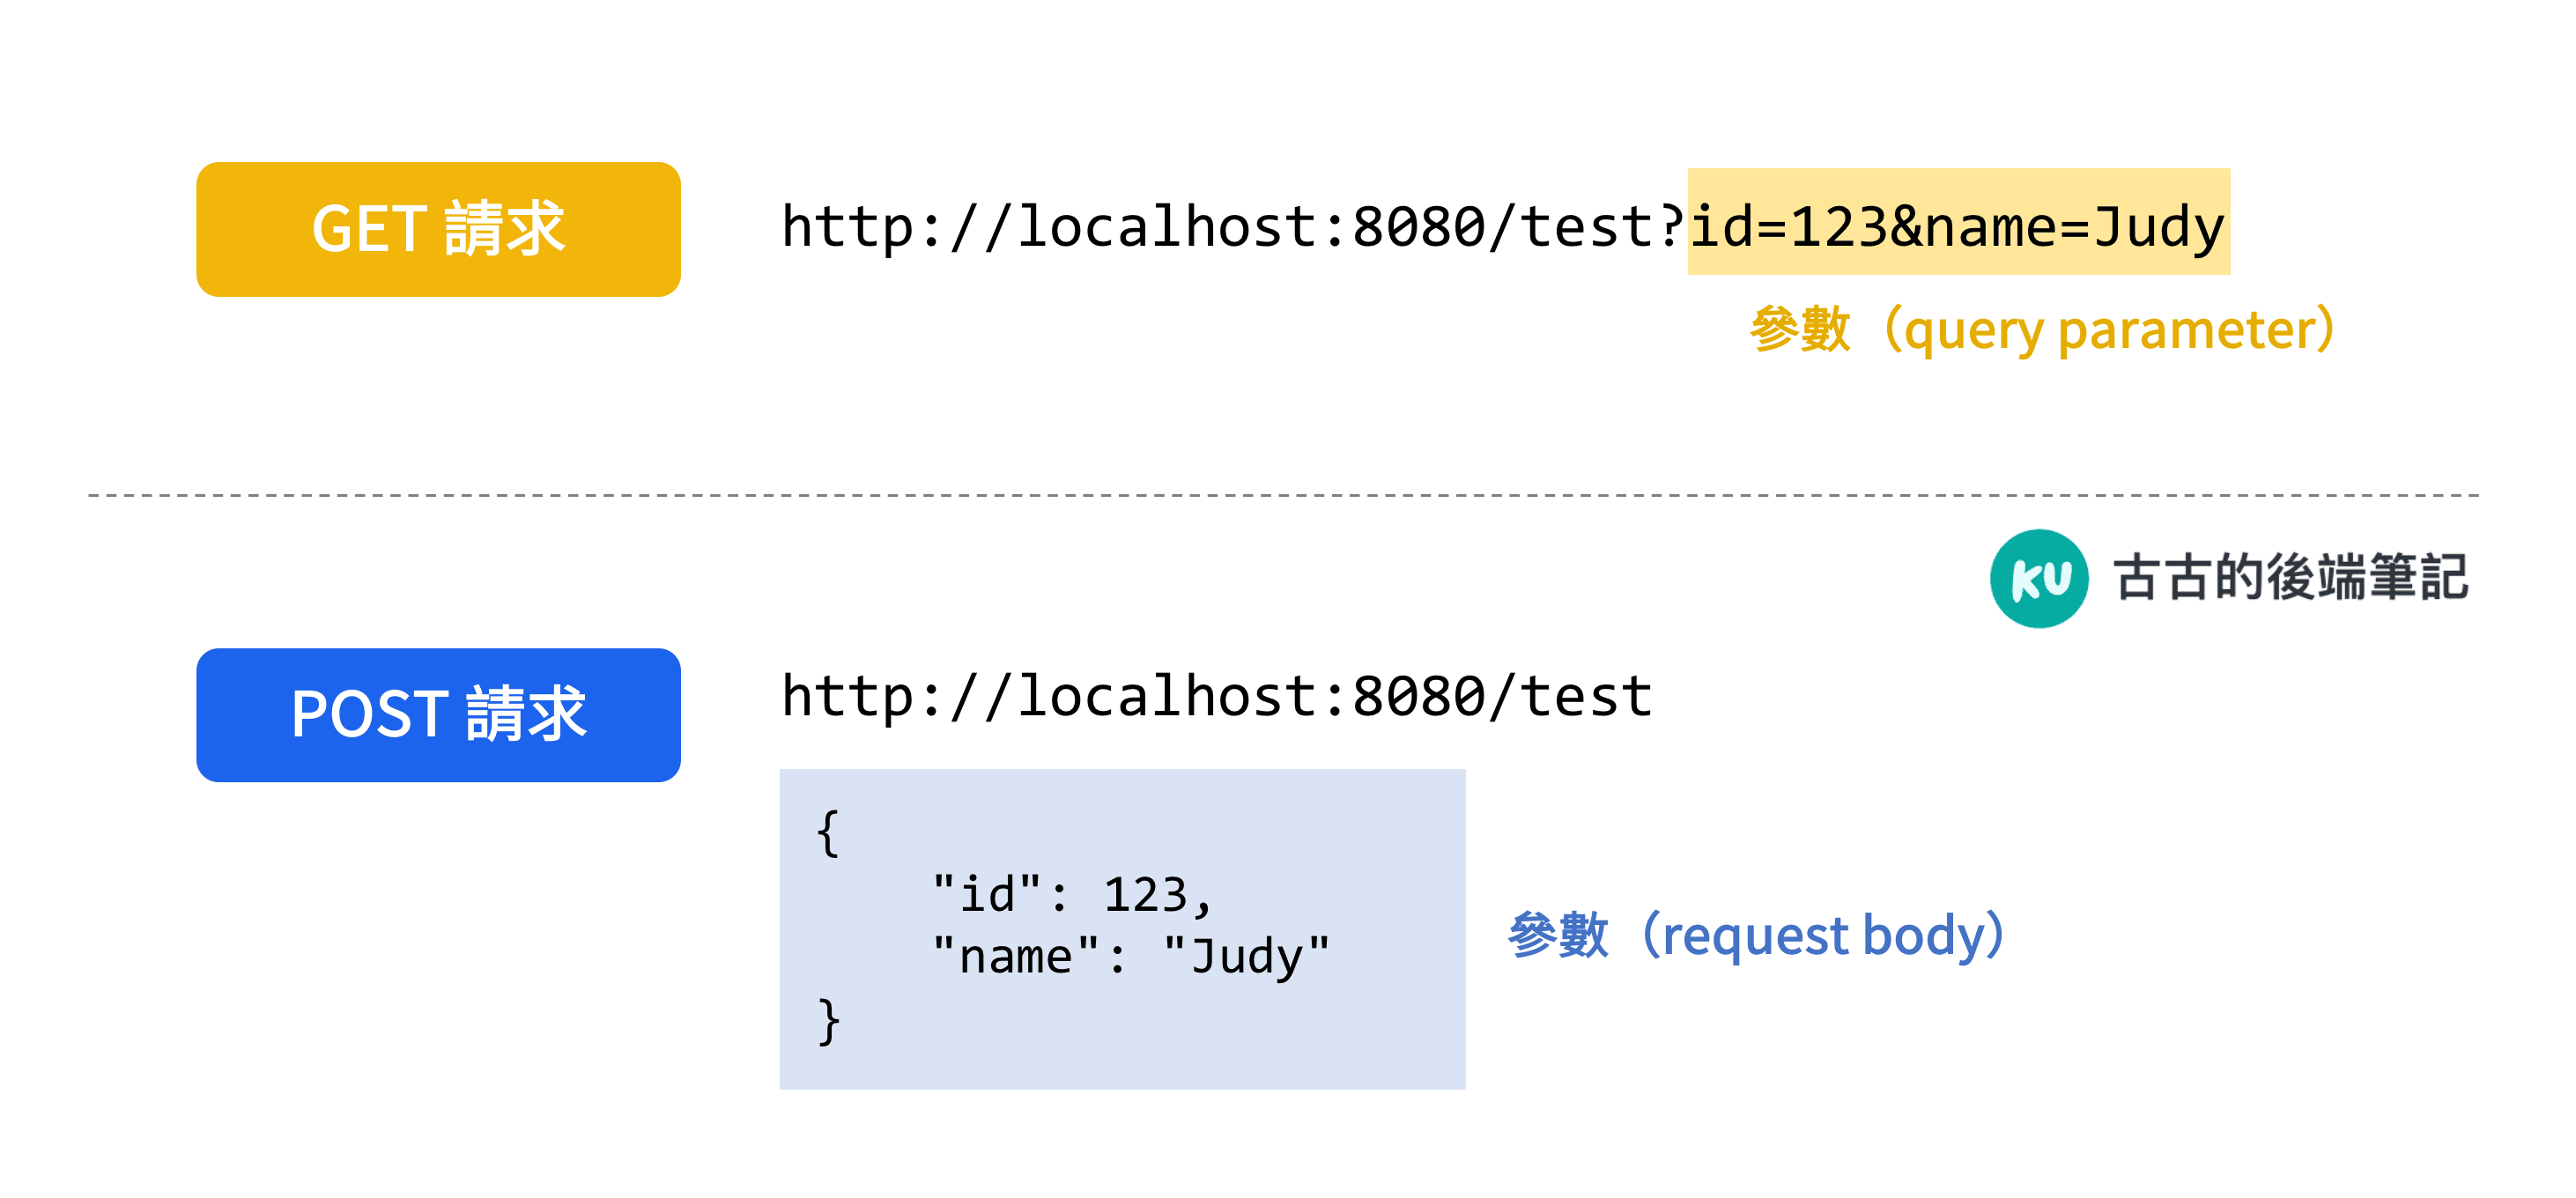 GET 請求
http://localhost:8080/test?id=123&name=Judy
參數（query parameter）
KU 古古的後端筆記
POST 請求
http://localhost:8080/test
{
    "id": 123,
    "name": "Judy"
}
參數（request body）